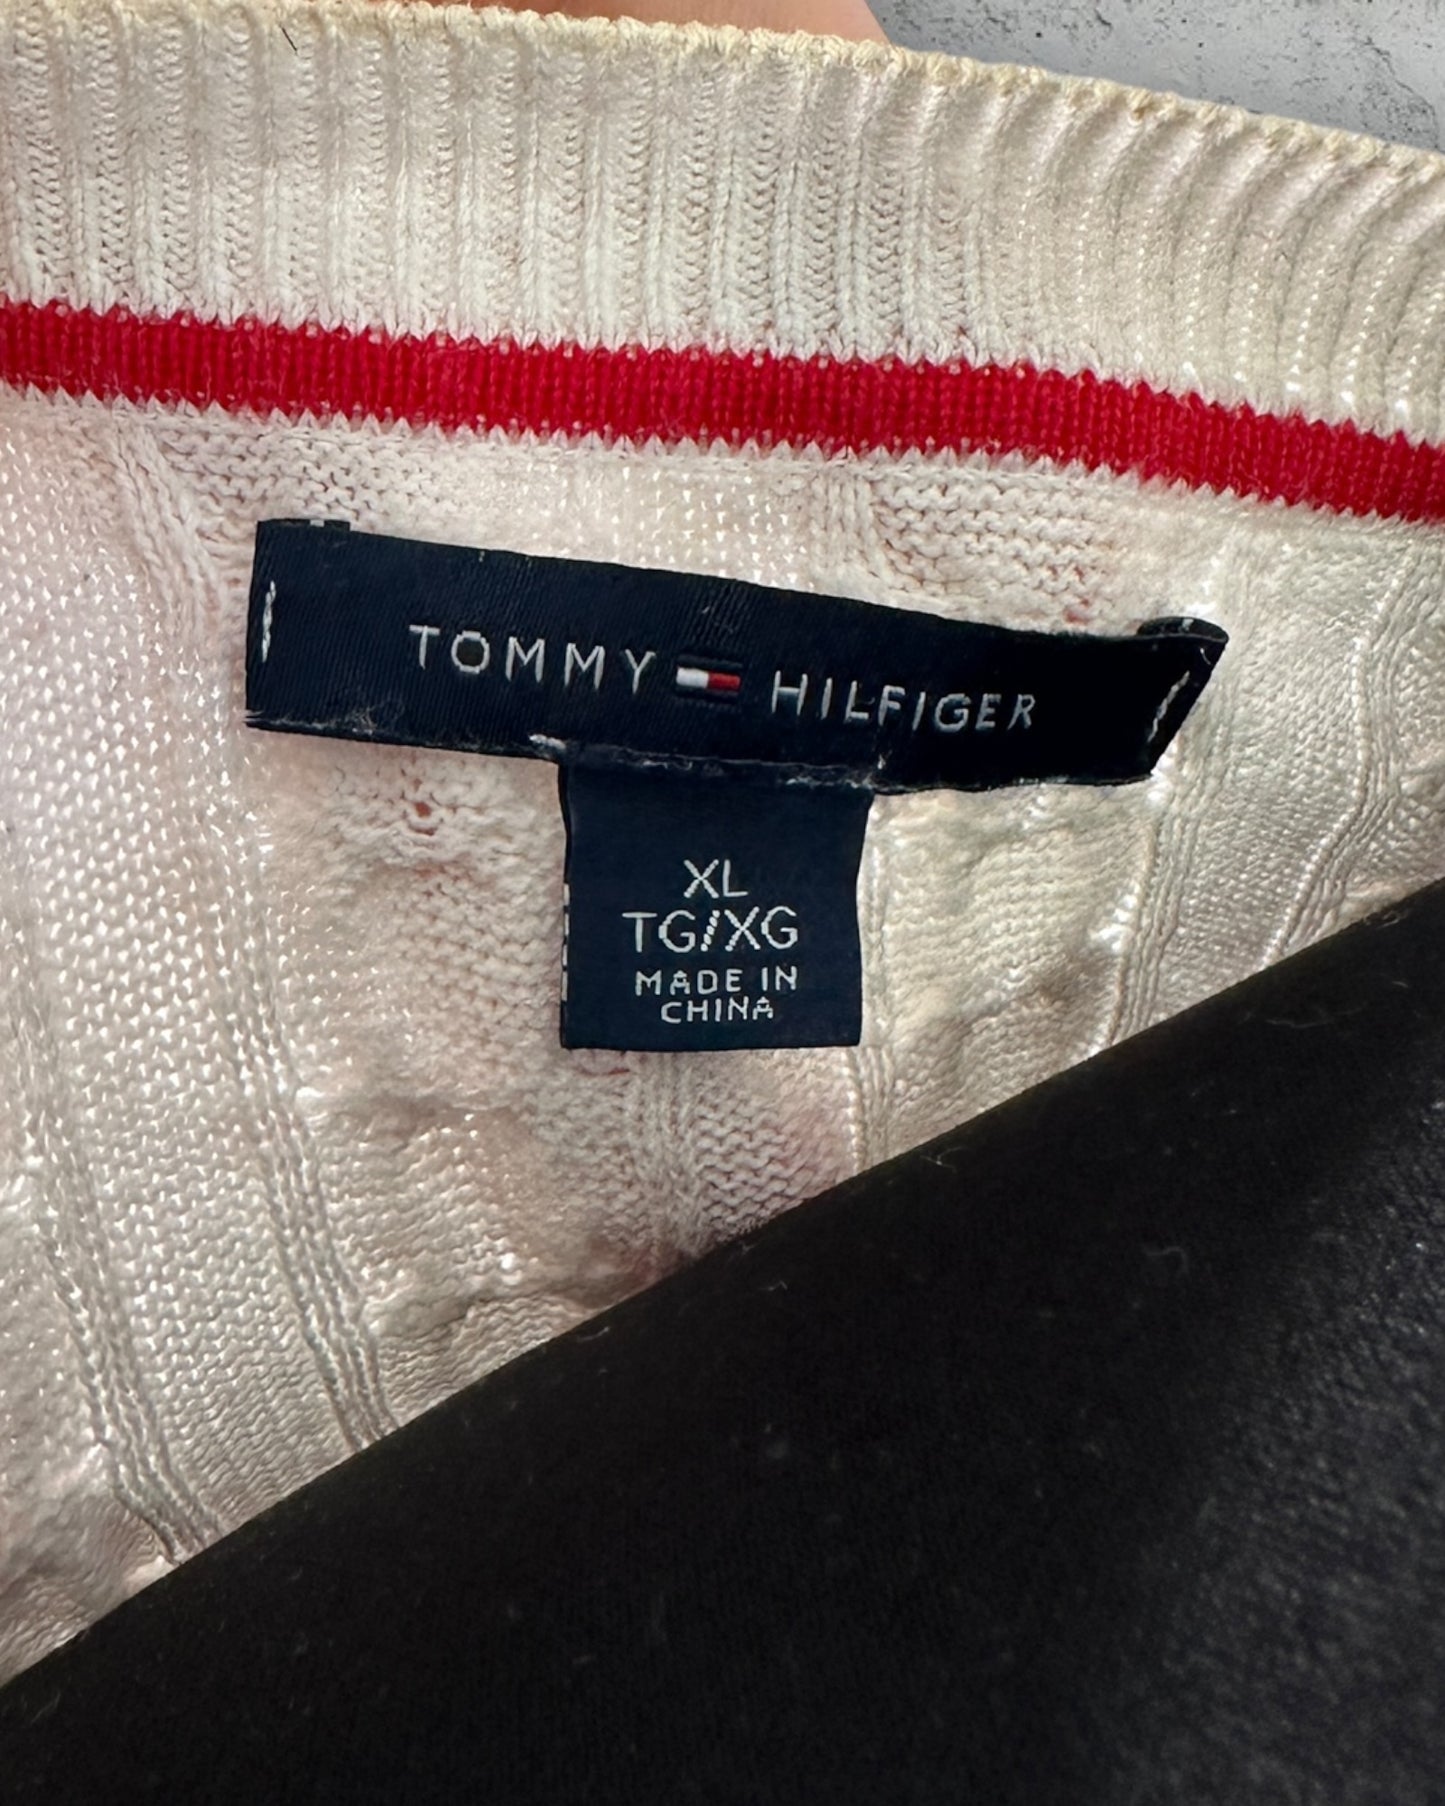 TOMMY HILFIGER
XL
TG/XG
MADE IN
CHINA